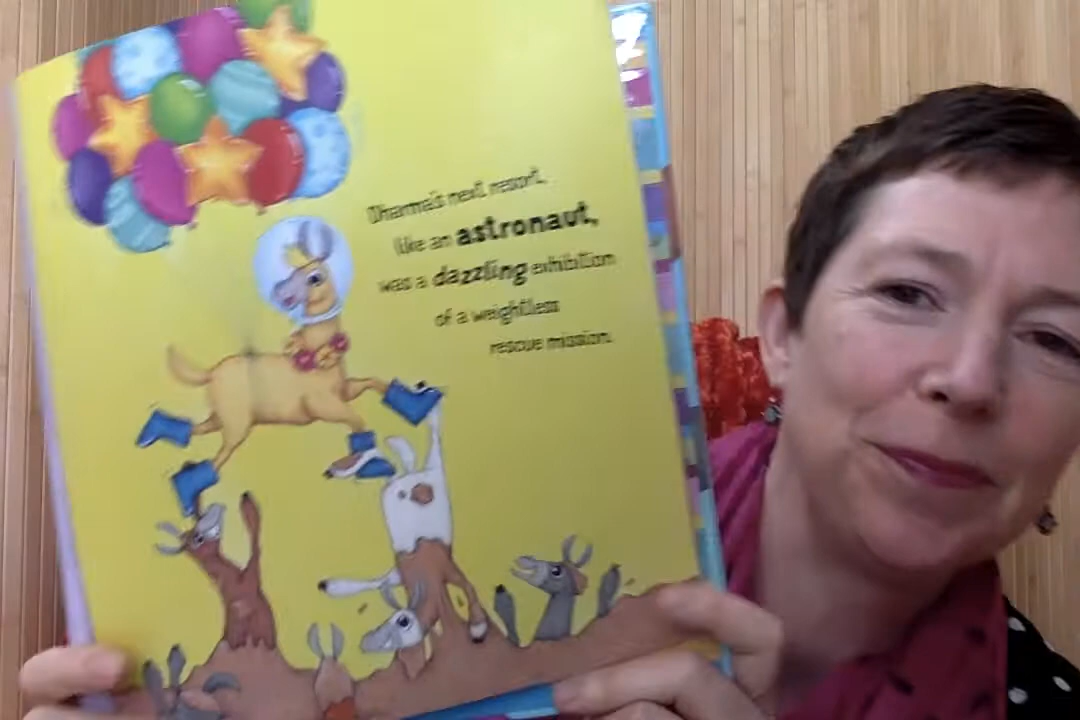 Dharma's next resort,
like an astronaut,
was a dazzling exhibition
of a weightless
rescue mission.